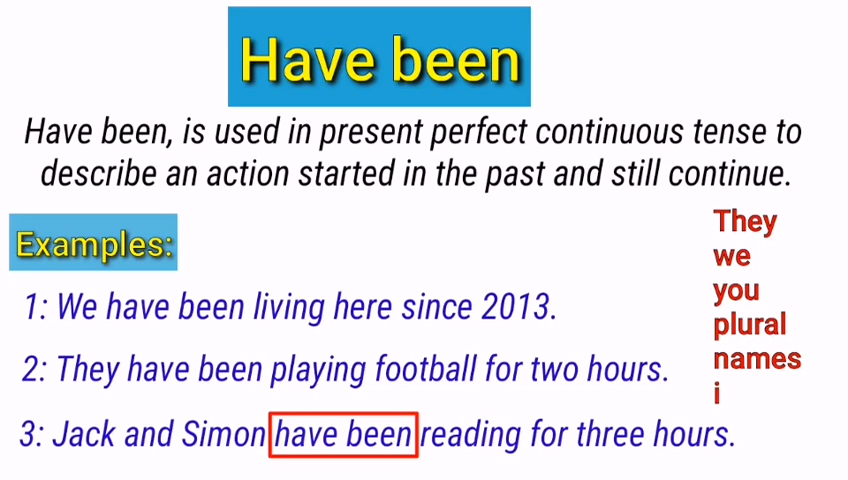 Have been
Have been, is used in present perfect continuous tense to
describe an action started in the past and still continue.
Examples:
1: We have been living here since 2013.
2: They have been playing football for two hours.
3: Jack and Simon have been reading for three hours.
They
we
you
plural
names
i